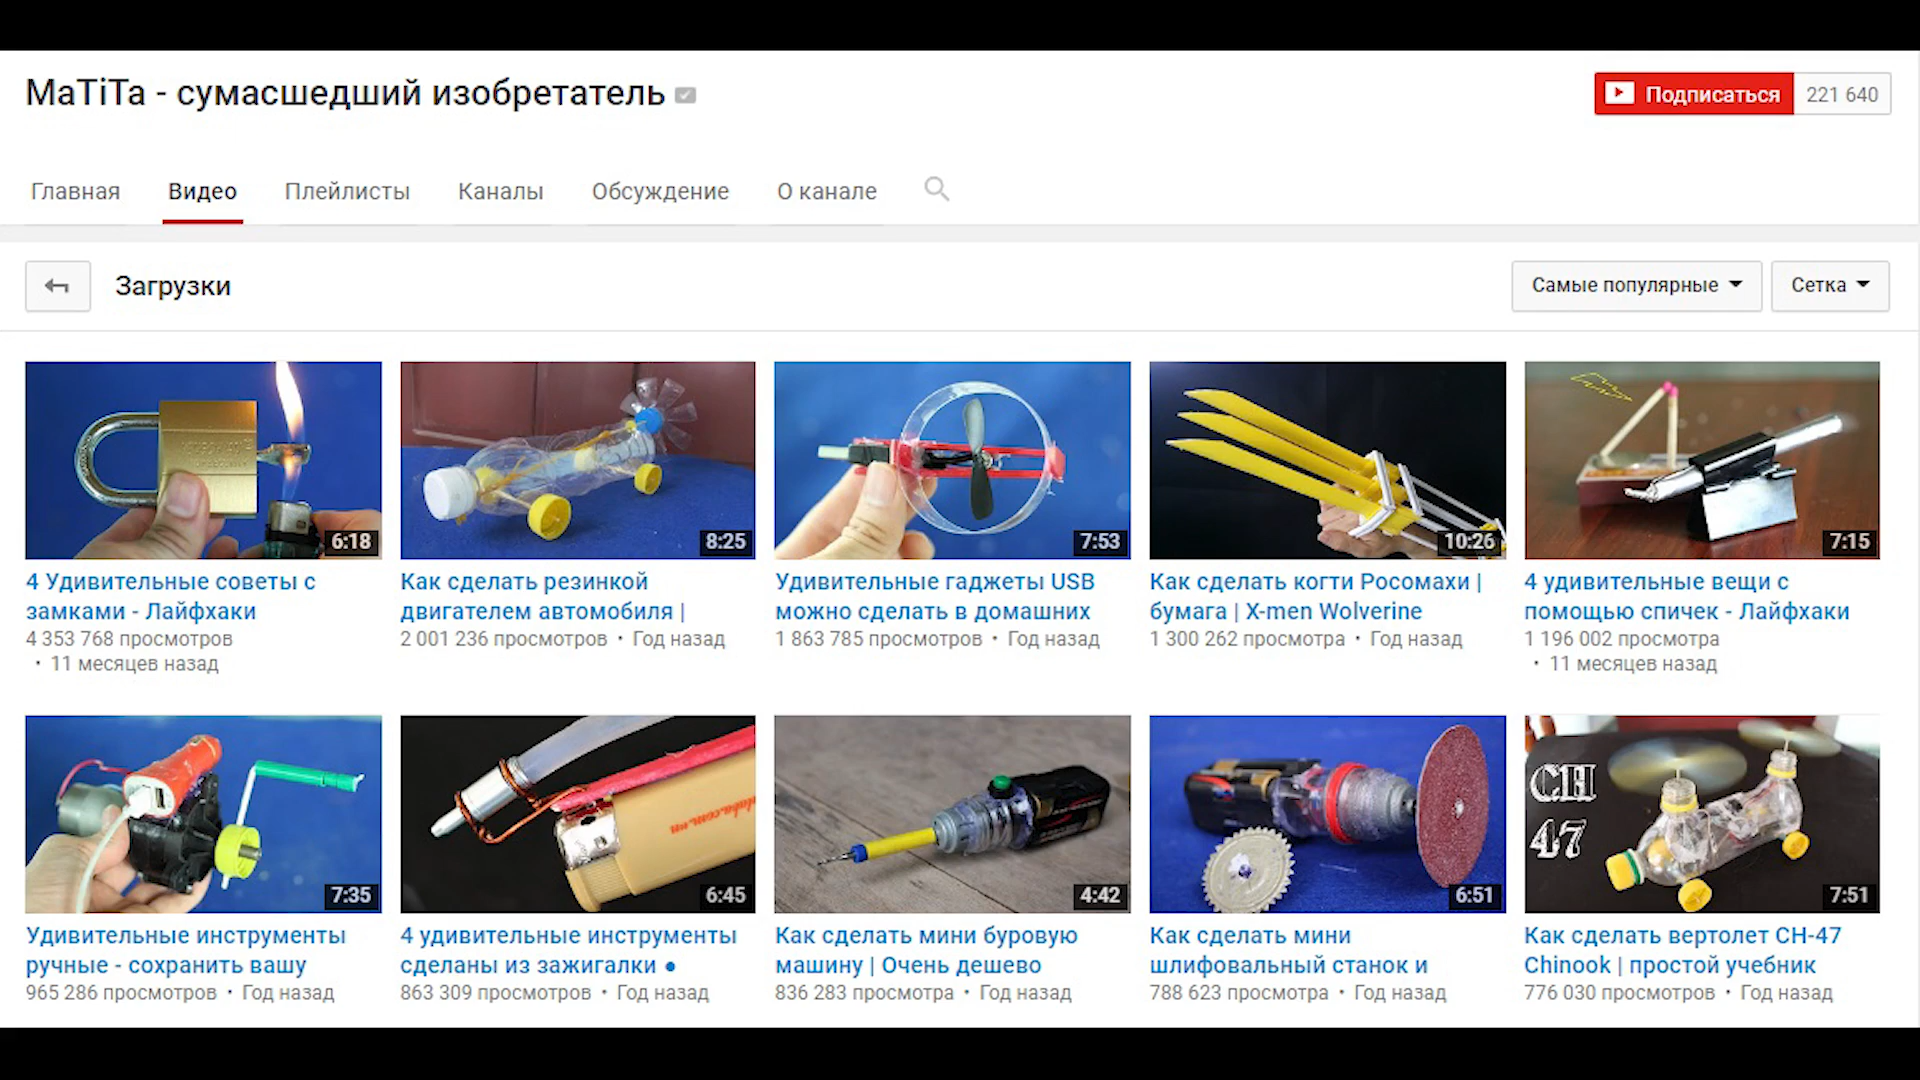 MaTiTa - сумасшедший изобретатель
Подписаться 221 640
Главная Видео Плейлисты Каналы Обсуждение О канале
Загрузки
Самые популярные Сетка
6:18 8:25 7:53 10:26 7:15
4 Удивительные советы с
замками - Лайфхаки
4 353 768 просмотров
• 11 месяцев назад
Как сделать резинкой
двигателем автомобиля |
2 001 236 просмотров • Год назад
Удивительные гаджеты USB
можно сделать в домашних
1 863 785 просмотров • Год назад
Как сделать когти Росомахи |
бумага | X-men Wolverine
1 300 262 просмотра • Год назад
4 удивительные вещи с
помощью спичек - Лайфхаки
1 196 002 просмотра
• 11 месяцев назад
CH
47
7:35 6:45 4:42 6:51 7:51
Удивительные инструменты
ручные - сохранить вашу
965 286 просмотров • Год назад
4 удивительные инструменты
сделаны из зажигалки ●
863 309 просмотров • Год назад
Как сделать мини буровую
машину | Очень дешево
836 283 просмотра • Год назад
Как сделать мини
шлифовальный станок и
788 623 просмотра • Год назад
Как сделать вертолет CH-47
Chinook | простой учебник
776 030 просмотров • Год назад